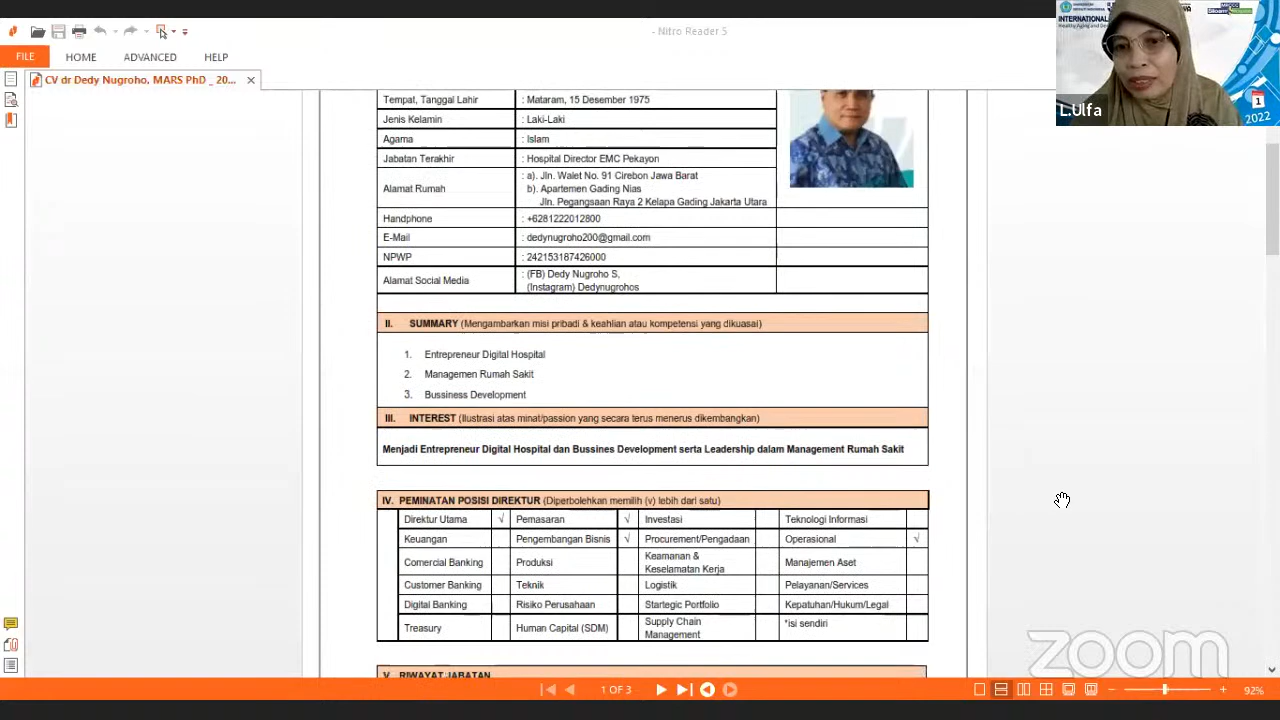 - Nitro Reader 5
INTERNATIONAL
FILE HOME ADVANCED HELP
CV dr Dedy Nugroho, MARS PhD _ 20...
L.Ulfa
1
2022
Tempat, Tanggal Lahir : Mataram, 15 Desember 1975
Jenis Kelamin : Laki-Laki
Agama : Islam
Jabatan Terakhir : Hospital Director EMC Pekayon
Alamat Rumah : a). Jln. Walet No. 91 Cirebon Jawa Barat
b). Apartemen Gading Nias
Jln. Pegangsaan Raya 2 Kelapa Gading Jakarta Utara
Handphone : +6281222012800
E-Mail : dedynugroho200@gmail.com
NPWP : 242153187426000
Alamat Social Media : (FB) Dedy Nugroho S,
(Instagram) Dedynugrohos
II. SUMMARY (Mengambarkan misi pribadi & keahlian atau kompetensi yang dikuasai)
1. Entrepreneur Digital Hospital
2. Managemen Rumah Sakit
3. Bussiness Development
III. INTEREST (Ilustrasi atas minat/passion yang secara terus menerus dikembangkan)
Menjadi Entrepreneur Digital Hospital dan Bussines Development serta Leadership dalam Management Rumah Sakit
IV. PEMINATAN POSISI DIREKTUR (Diperbolehkan memilih (v) lebih dari satu)
Direktur Utama √ Pemasaran √ Investasi Teknologi Informasi
Keuangan Pengembangan Bisnis √ Procurement/Pengadaan Operasional √
Comercial Banking Produksi Keamanan & Keselamatan Kerja Manajemen Aset
Customer Banking Teknik Logistik Pelayanan/Services
Digital Banking Risiko Perusahaan Startegic Portfolio Kepatuhan/Hukum/Legal
Treasury Human Capital (SDM) Supply Chain Management *isi sendiri
V. RIWAYAT JABATAN
zoom
1 OF 3
92%